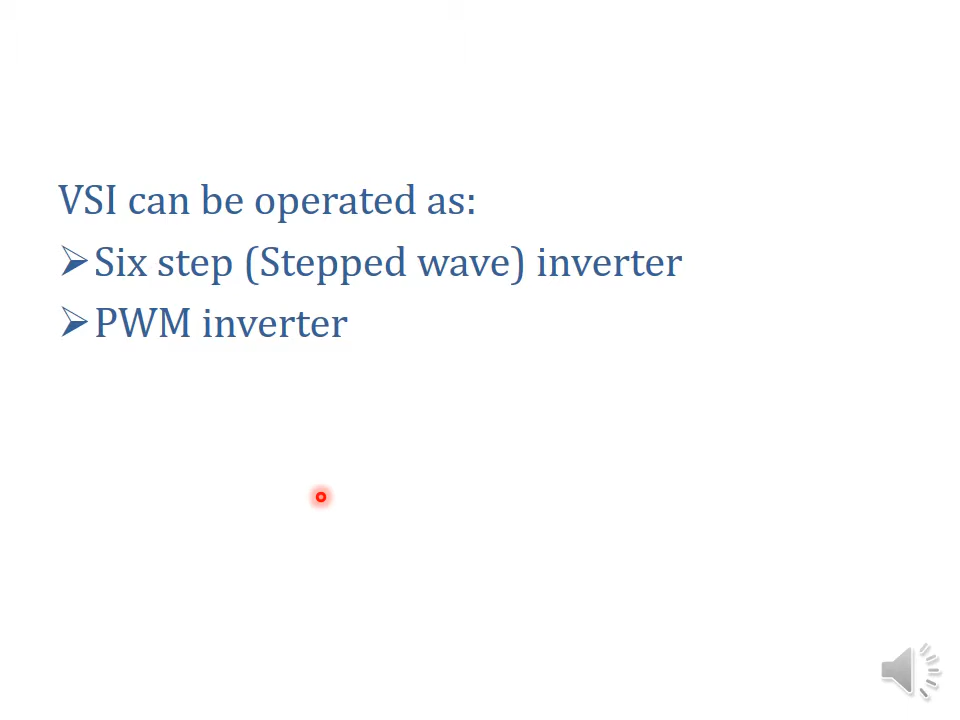 VSI can be operated as:
➢Six step (Stepped wave) inverter
➢PWM inverter